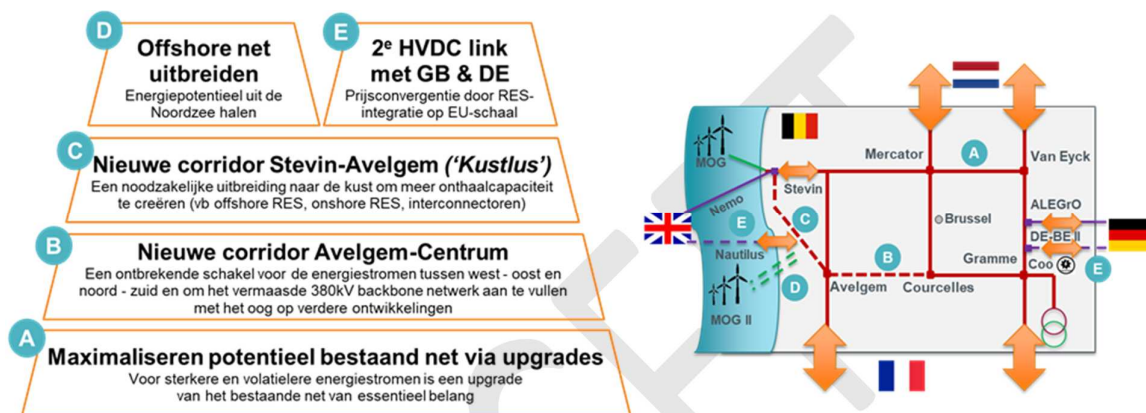 D
Offshore net
uitbreiden
Energiepotentieel uit de
Noordzee halen
E
2e HVDC link
met GB & DE
Prijsconvergentie door RES-
integratie op EU-schaal
C
Nieuwe corridor Stevin-Avelgem ('Kustlus')
Een noodzakelijke uitbreiding naar de kust om meer onthaalcapaciteit
te creëren (vb offshore RES, onshore RES, interconnectoren)
B
Nieuwe corridor Avelgem-Centrum
Een ontbrekende schakel voor de energiestromen tussen west - oost en
noord - zuid en om het vermaasde 380kV backbone netwerk aan te vullen
met het oog op verdere ontwikkelingen
A
Maximaliseren potentieel bestaand net via upgrades
Voor sterkere en volatielere energiestromen is een upgrade
van het bestaande net van essentieel belang
MOG
Mercator
A
Van Eyck
Stevin
Nemo
C
Brussel
ALEGrO
E
DE-BE II
Nautilus
B
Gramme
Coo
E
D
Avelgem
Courcelles
MOG II